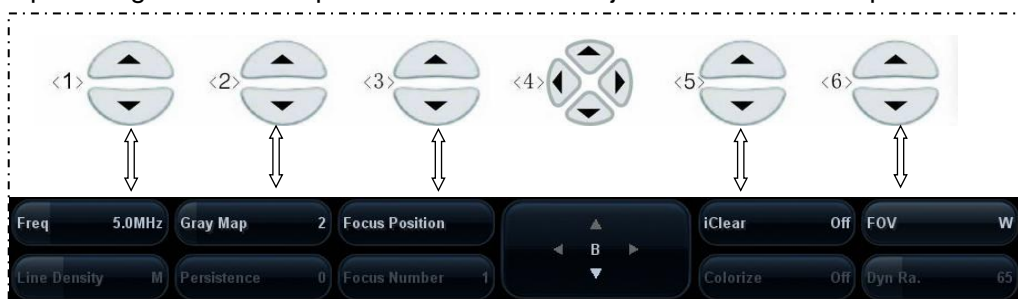 <1> <2> <3> <4> <5> <6>
Freq 5.0MHz Gray Map 2 Focus Position B iClear Off FOV W
Line Density M Persistence 0 Focus Number 1 Colorize Off Dyn Ra. 65